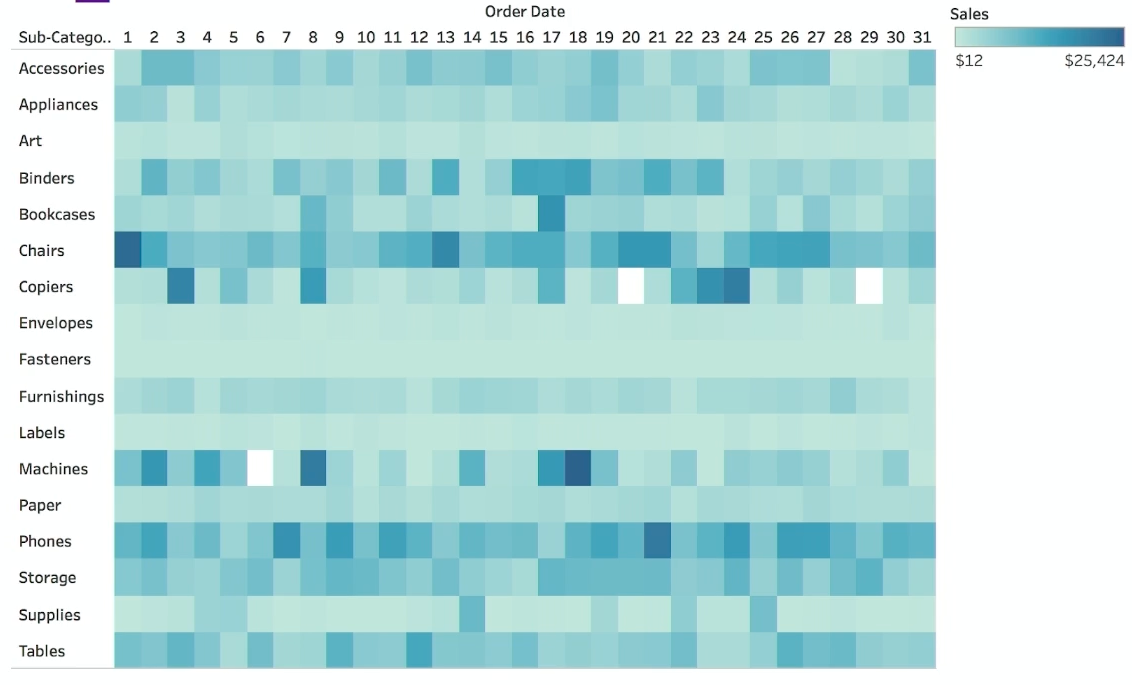 Order Date
Sales
Sub-Catego.. 1 2 3 4 5 6 7 8 9 10 11 12 13 14 15 16 17 18 19 20 21 22 23 24 25 26 27 28 29 30 31
$12 $25,424
Accessories
Appliances
Art
Binders
Bookcases
Chairs
Copiers
Envelopes
Fasteners
Furnishings
Labels
Machines
Paper
Phones
Storage
Supplies
Tables